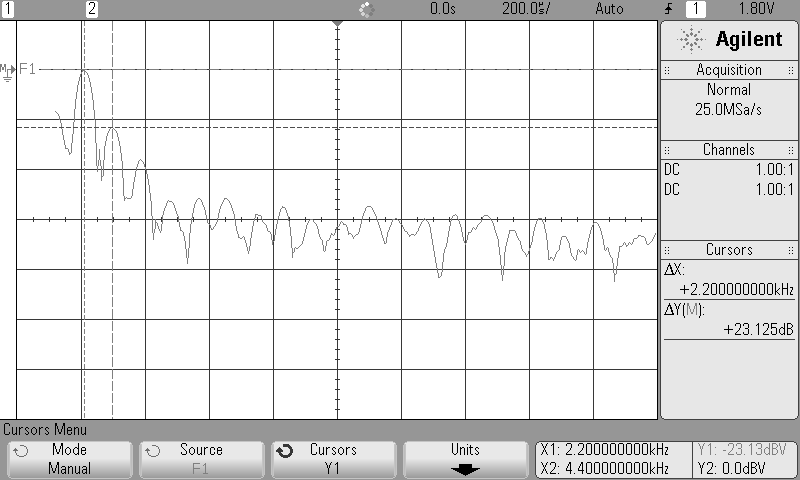 1 2 0.0s 200.0㎲/ Auto 1 1.80V
Agilent
Acquisition
Normal
25.0MSa/s
Channels
DC 1.00:1
DC 1.00:1
Cursors
ΔX:
+2.200000000kHz
ΔY(M):
+23.125dB
M F1
Cursors Menu
Mode
Manual
Source
F1
Cursors
Y1
Units
X1: 2.200000000kHz
X2: 4.400000000kHz
Y1: -23.13dBV
Y2: 0.0dBV